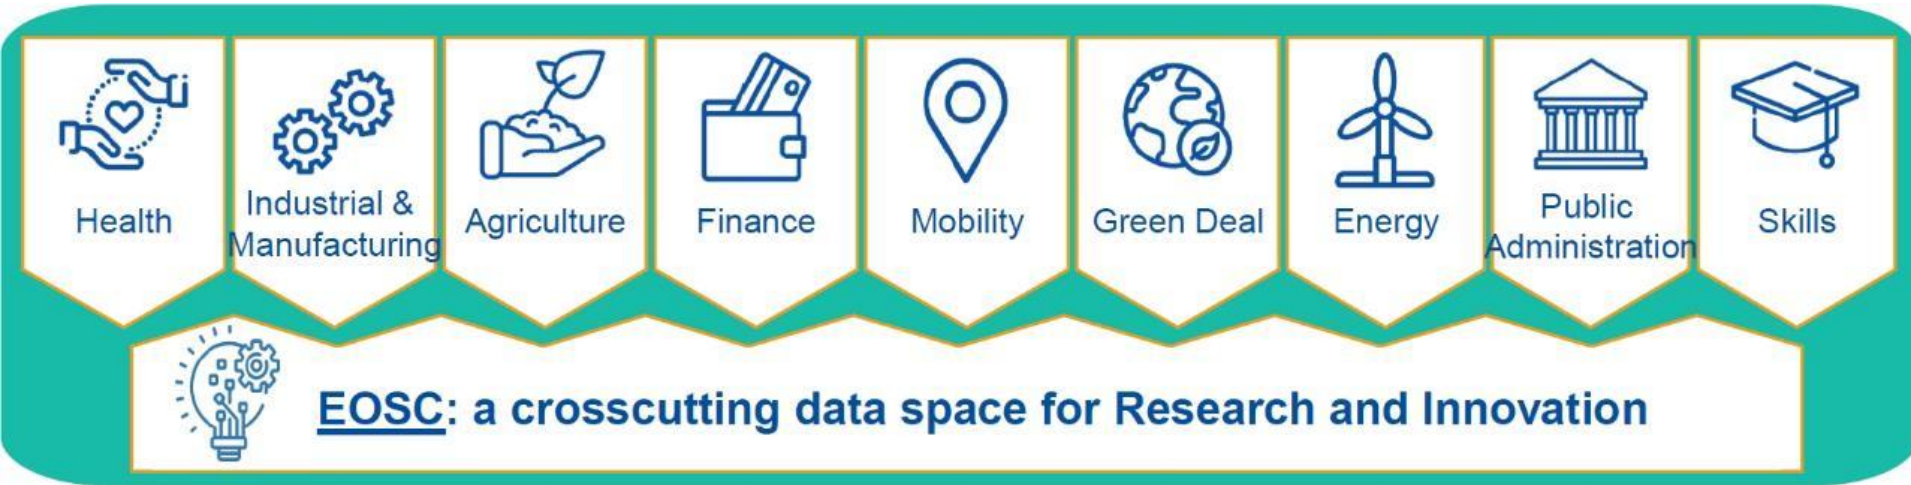 Health
Industrial &
Manufacturing
Agriculture
Finance
Mobility
Green Deal
Energy
Public
Administration
Skills
EOSC: a crosscutting data space for Research and Innovation